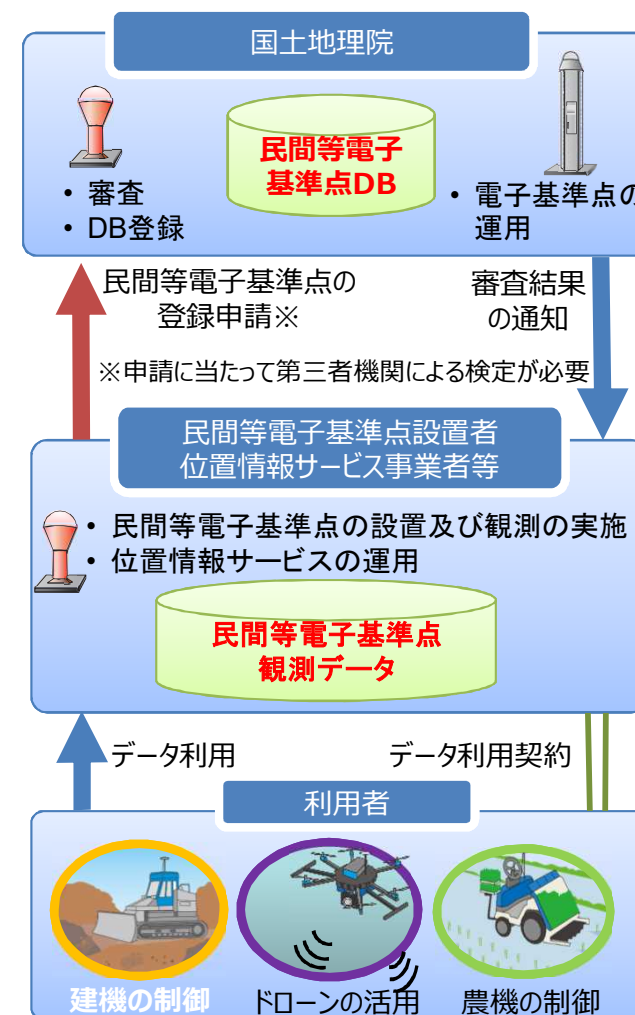 国土地理院
民間等電子
基準点DB
• 審査
• DB登録
• 電子基準点の
運用
民間等電子基準点の
登録申請※
審査結果
の通知
※申請に当たって第三者機関による検定が必要
民間等電子基準点設置者
位置情報サービス事業者等
• 民間等電子基準点の設置及び観測の実施
• 位置情報サービスの運用
民間等電子基準点
観測データ
データ利用
データ利用契約
利用者
建機の制御
ドローンの活用
農機の制御